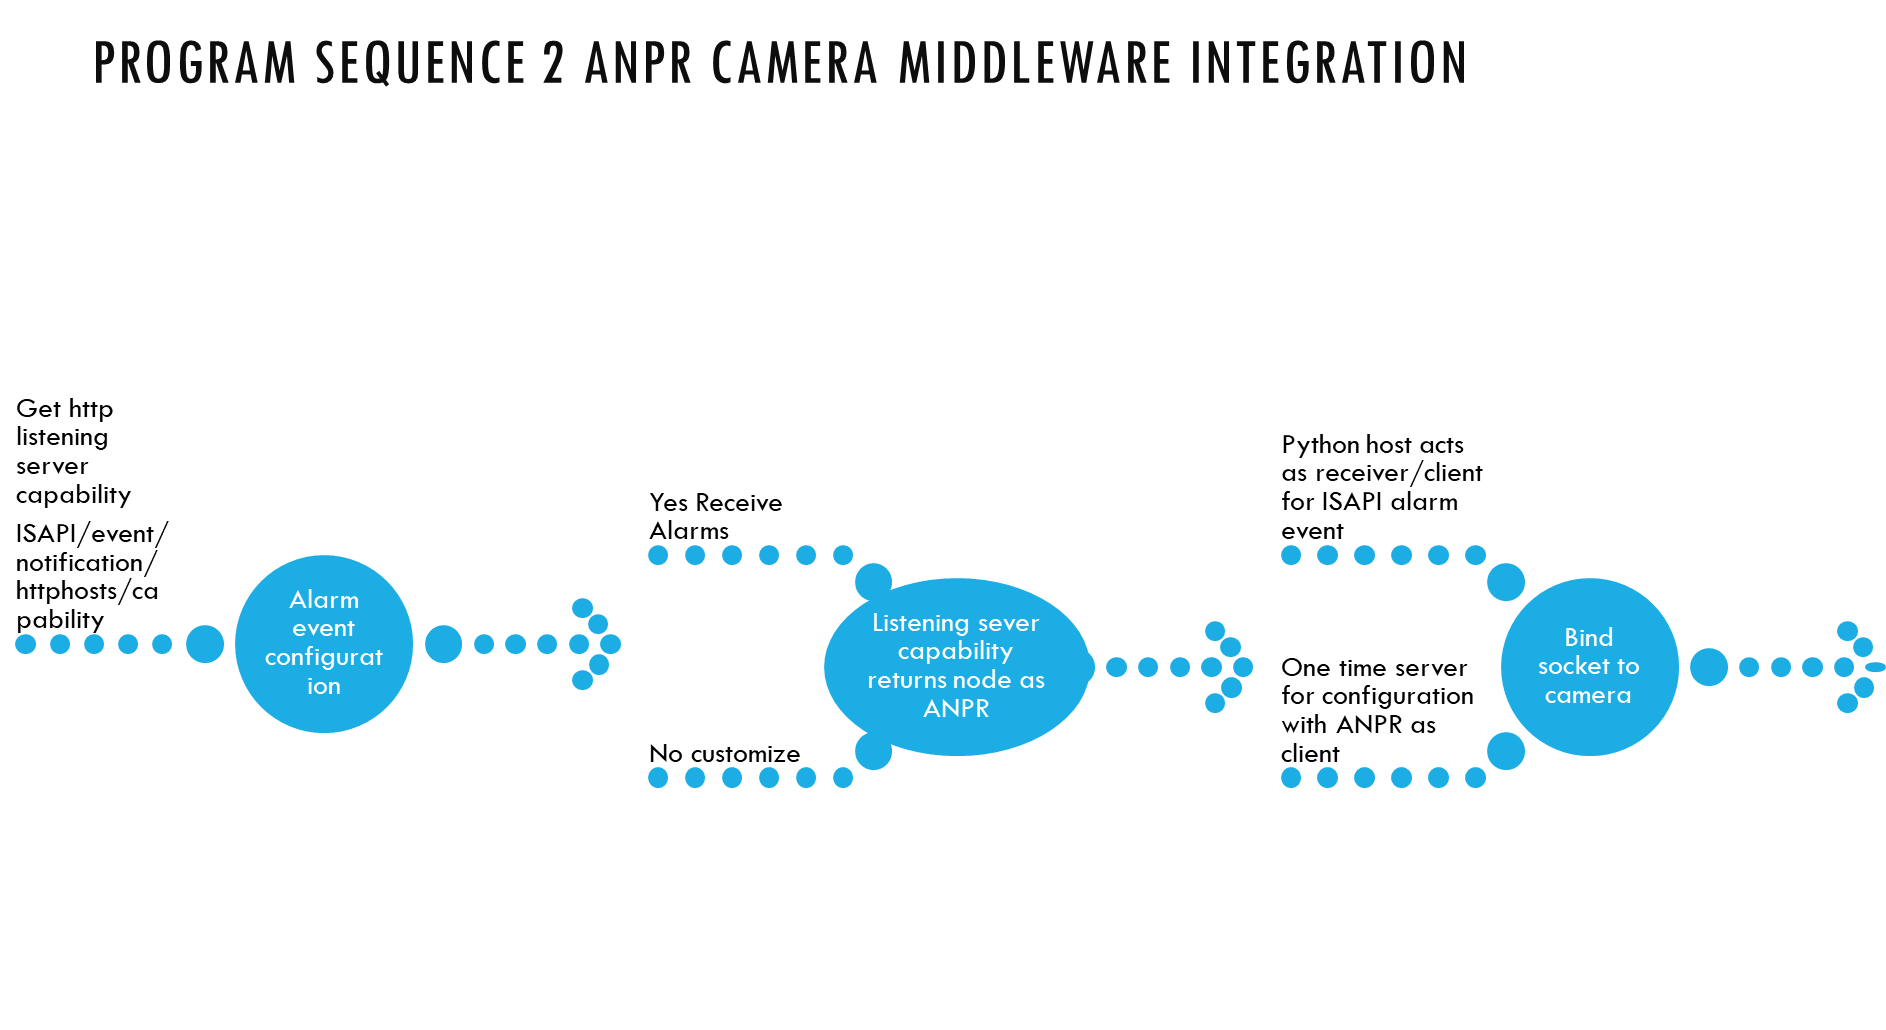 PROGRAM SEQUENCE 2 ANPR CAMERA MIDDLEWARE INTEGRATION
Get http
listening
server
capability
ISAPI/event/
notification/
httphosts/ca
pability
Alarm
event
configurat
ion
Yes Receive
Alarms
No customize
Listening sever
capability
returns node as
ANPR
Python host acts
as receiver/client
for ISAPI alarm
event
One time server
for configuration
with ANPR as
client
Bind
socket to
camera